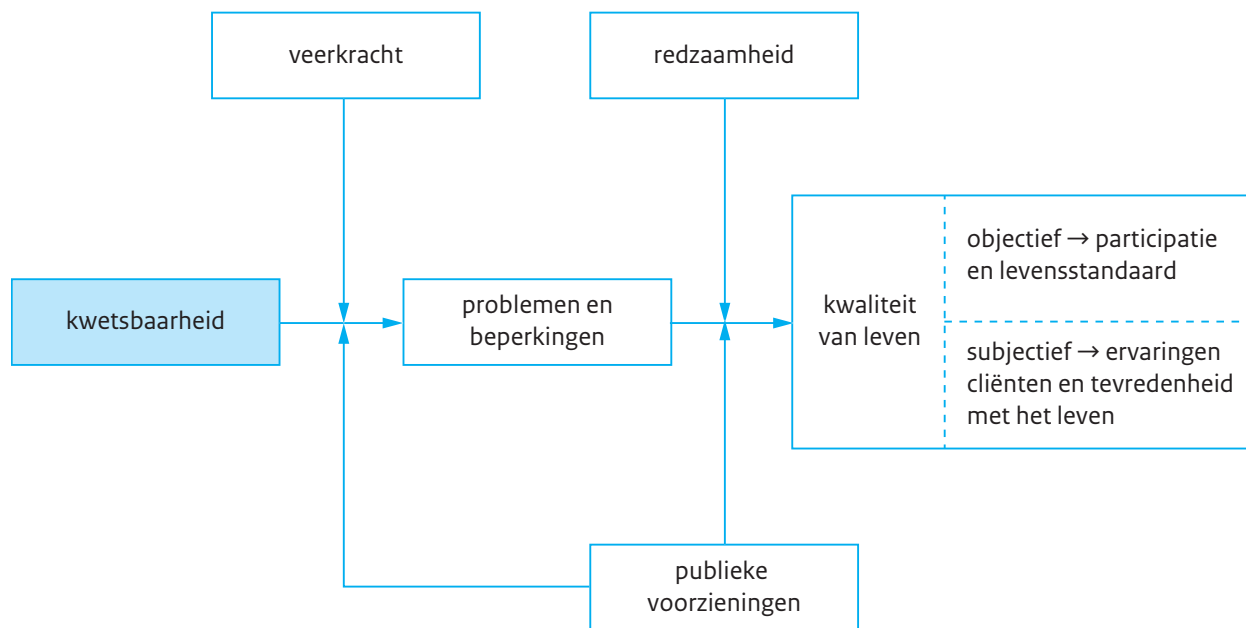 veerkracht
redzaamheid
kwetsbaarheid
problemen en
beperkingen
kwaliteit
van leven
objectief → participatie
en levensstandaard
subjectief → ervaringen
cliënten en tevredenheid
met het leven
publieke
voorzieningen